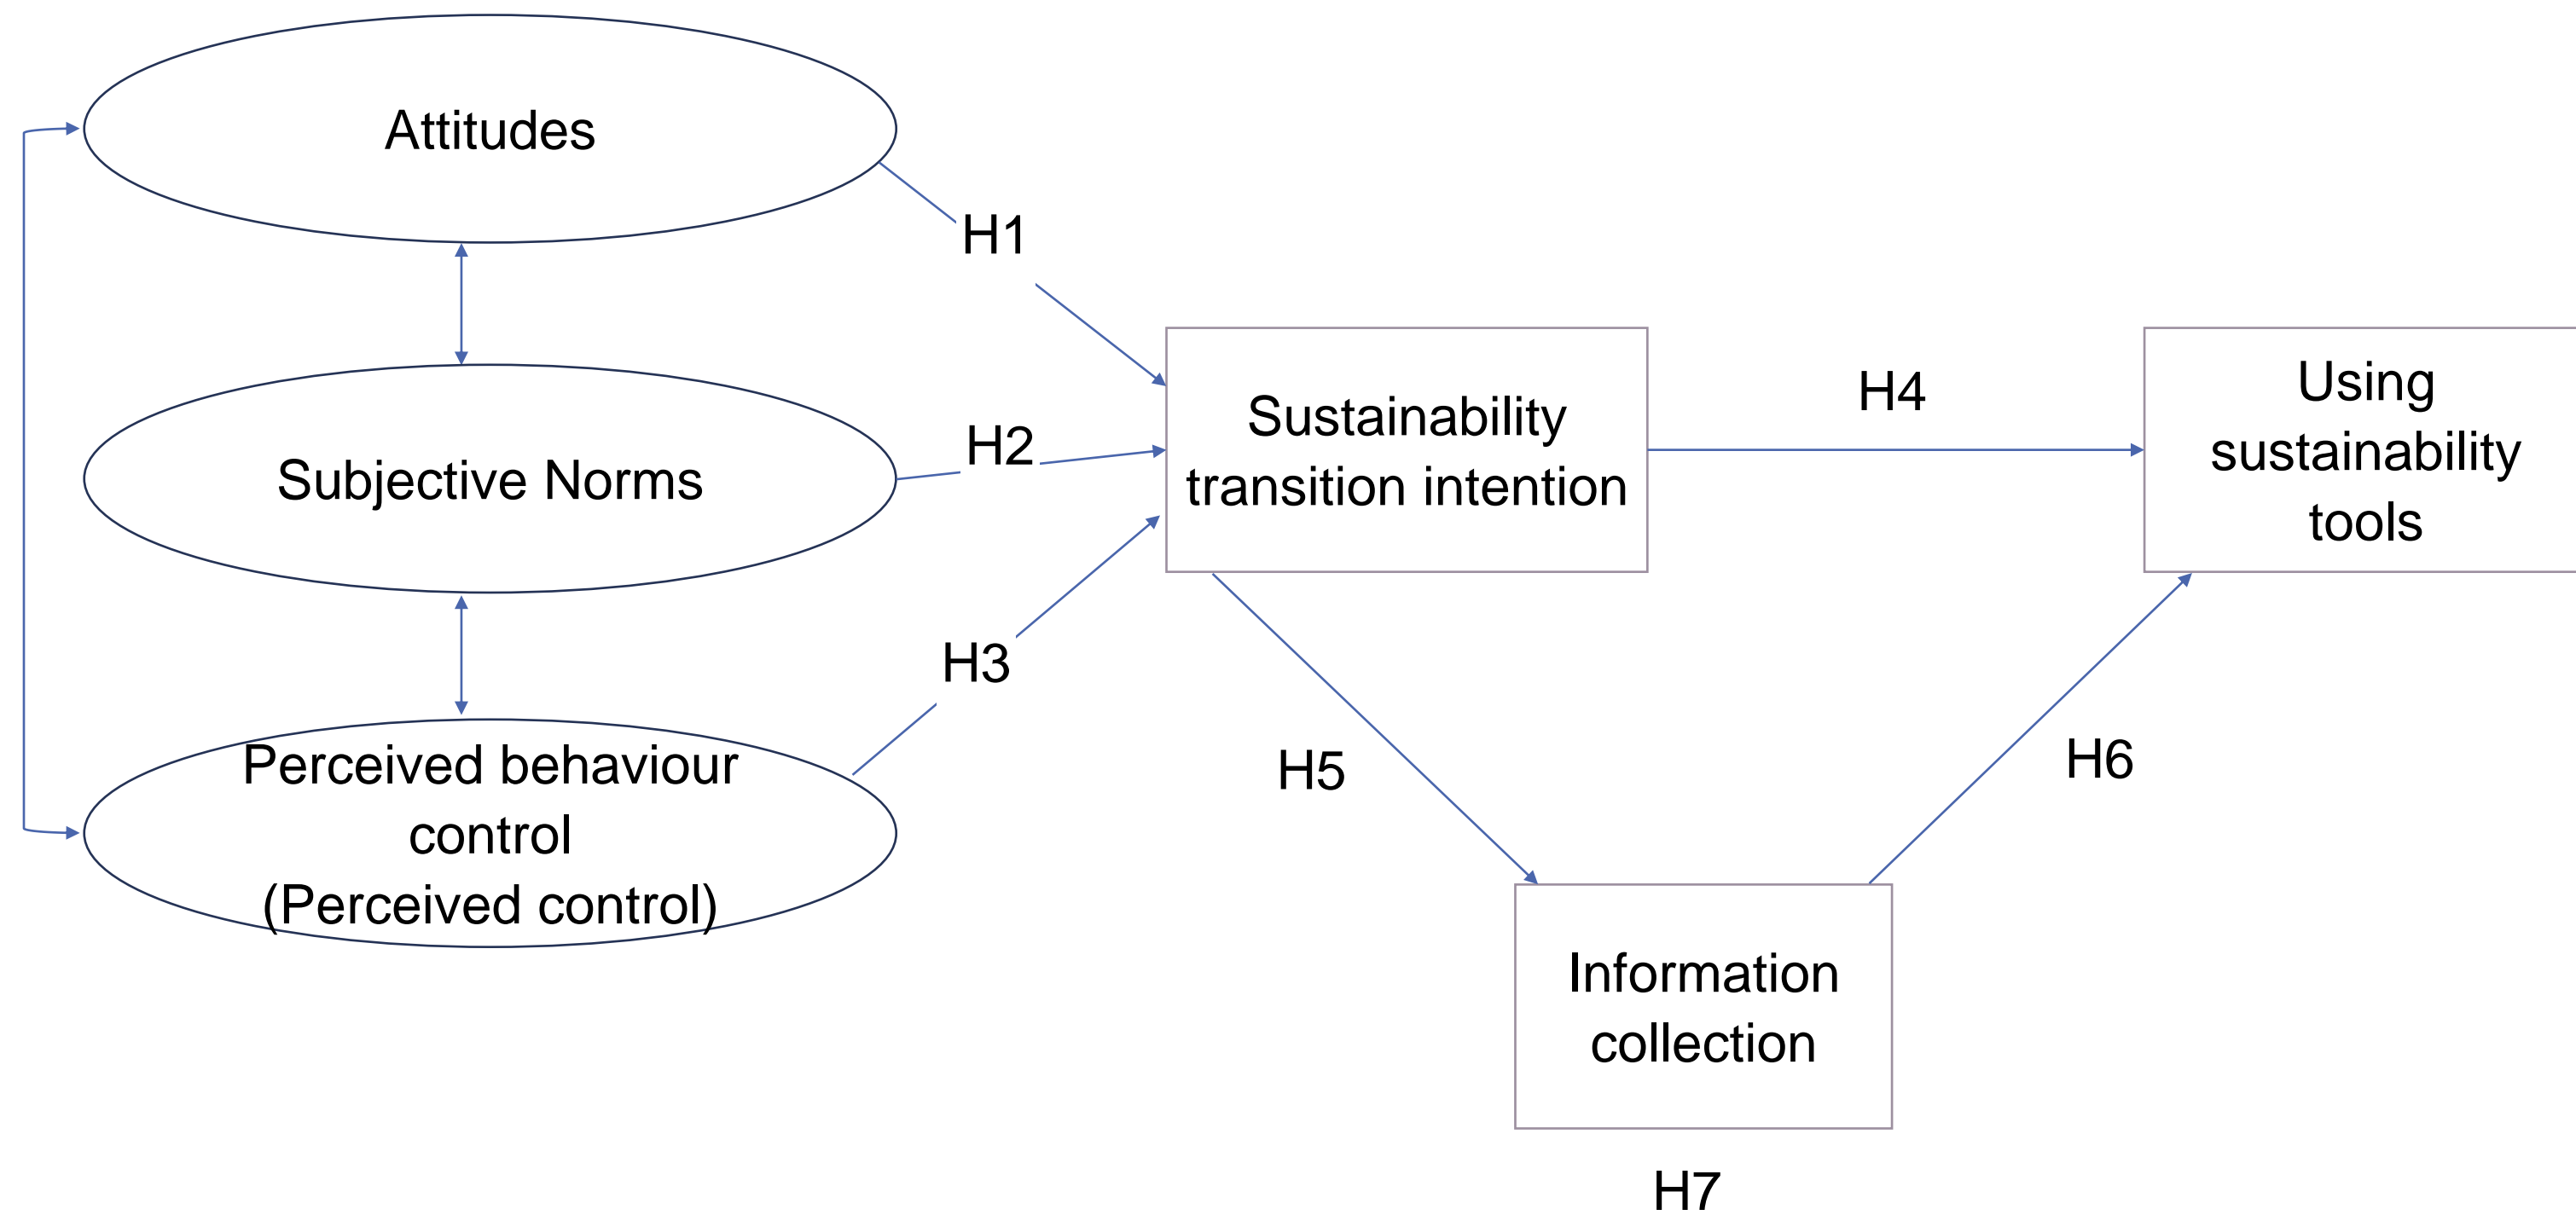 Attitudes
H1
Subjective Norms
H2
Sustainability
transition intention
H4
Using
sustainability
tools
H3
Perceived behaviour
control
(Perceived control)
H5
H6
Information
collection
H7